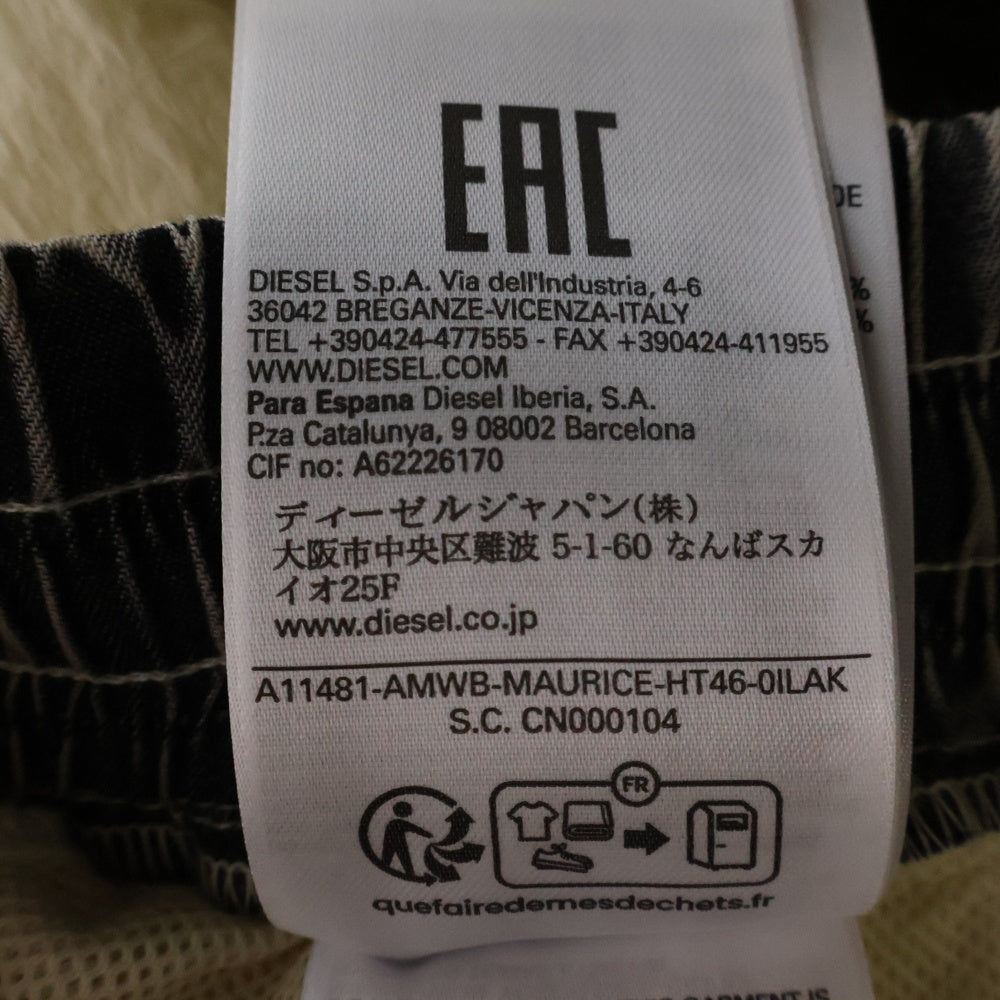 EAC
DIESEL S.p.A. Via dell'Industria, 4-6
36042 BREGANZE-VICENZA-ITALY
TEL +390424-477555 - FAX +390424-411955
WWW.DIESEL.COM
Para Espana Diesel Iberia, S.A.
P.za Catalunya, 9 08002 Barcelona
CIF no: A62226170
ディーゼルジャパン(株)
大阪市中央区難波 5-1-60 なんばスカ
イオ25F
www.diesel.co.jp
A11481-AMWB-MAURICE-HT46-0ILAK
S.C. CN000104
FR
quefairedemesdechets.fr
DE
%
%
GARMENT IS